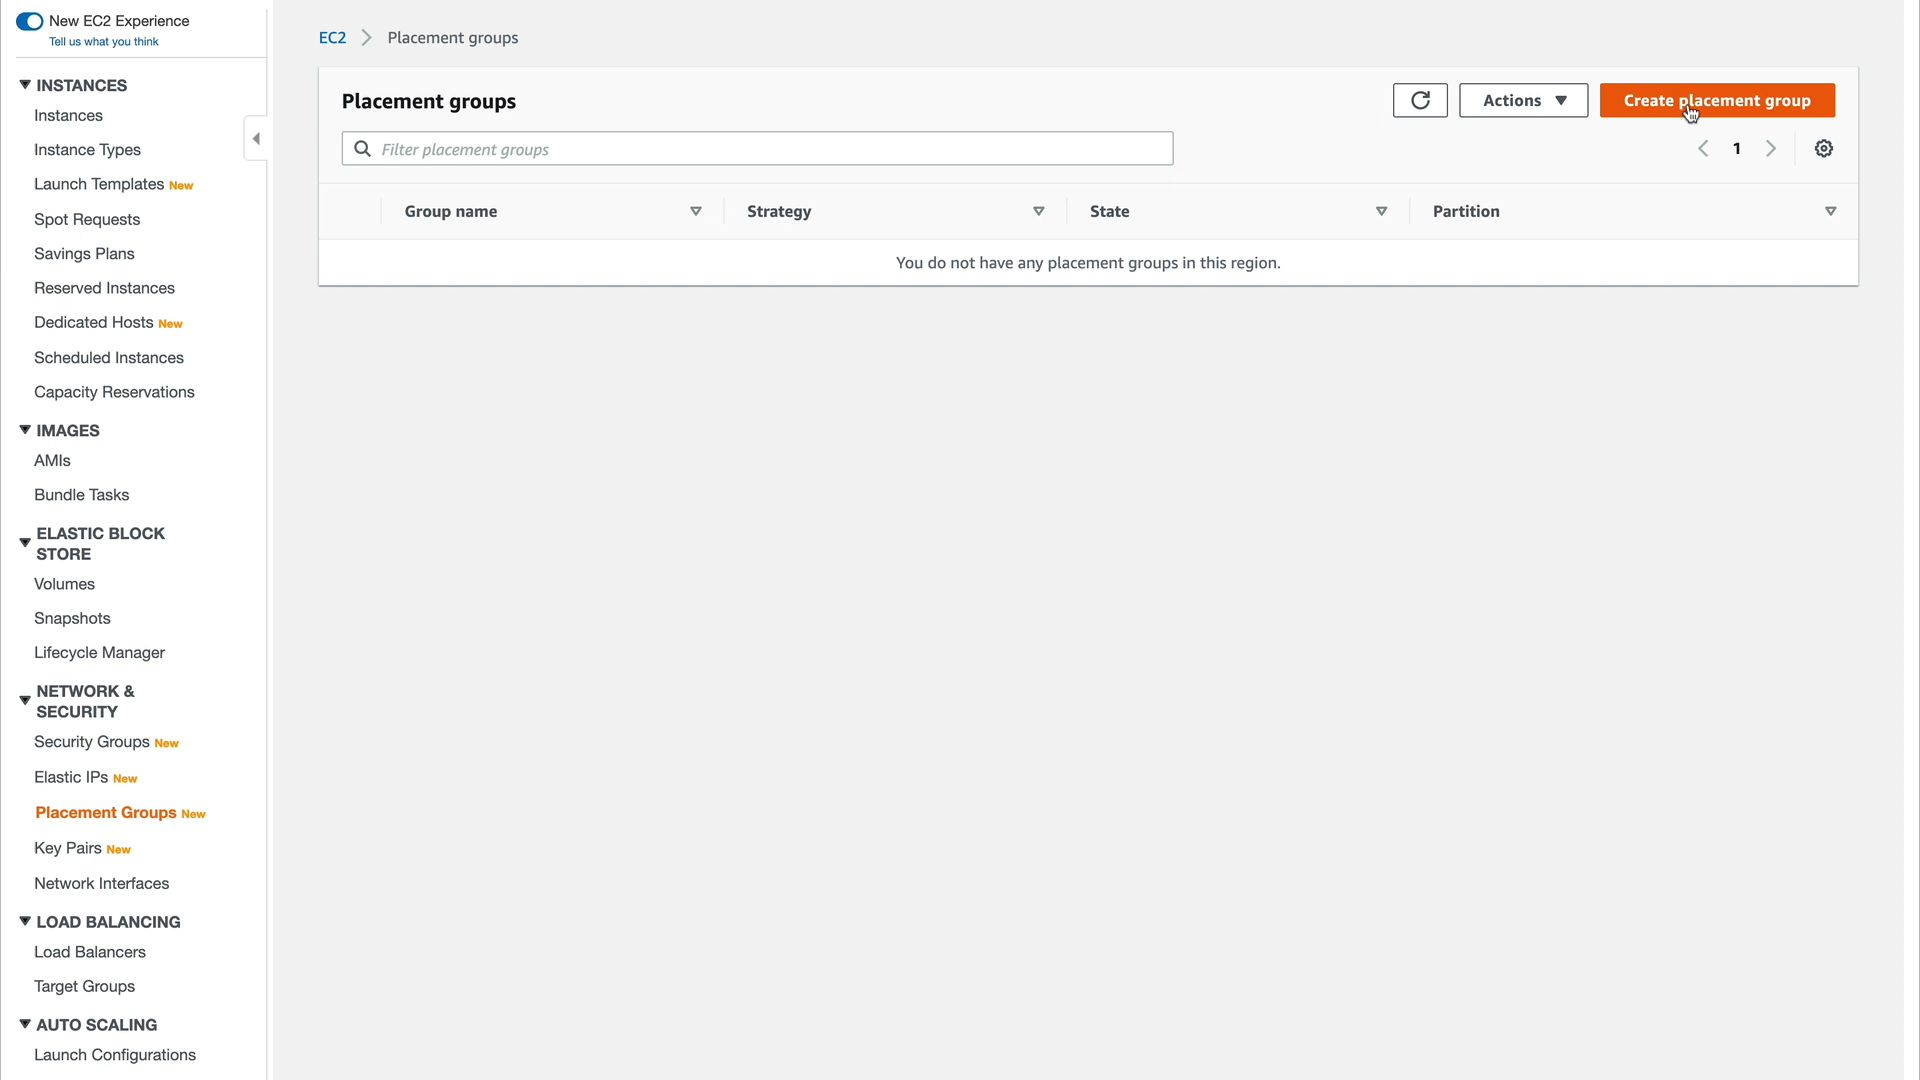 New EC2 Experience
Tell us what you think
INSTANCES
Instances
Instance Types
Launch Templates New
Spot Requests
Savings Plans
Reserved Instances
Dedicated Hosts New
Scheduled Instances
Capacity Reservations
IMAGES
AMIs
Bundle Tasks
ELASTIC BLOCK
STORE
Volumes
Snapshots
Lifecycle Manager
NETWORK &
SECURITY
Security Groups New
Elastic IPs New
Placement Groups New
Key Pairs New
Network Interfaces
LOAD BALANCING
Load Balancers
Target Groups
AUTO SCALING
Launch Configurations
EC2 Placement groups
Placement groups
Actions
Create placement group
Filter placement groups
1
Group name Strategy State Partition
You do not have any placement groups in this region.